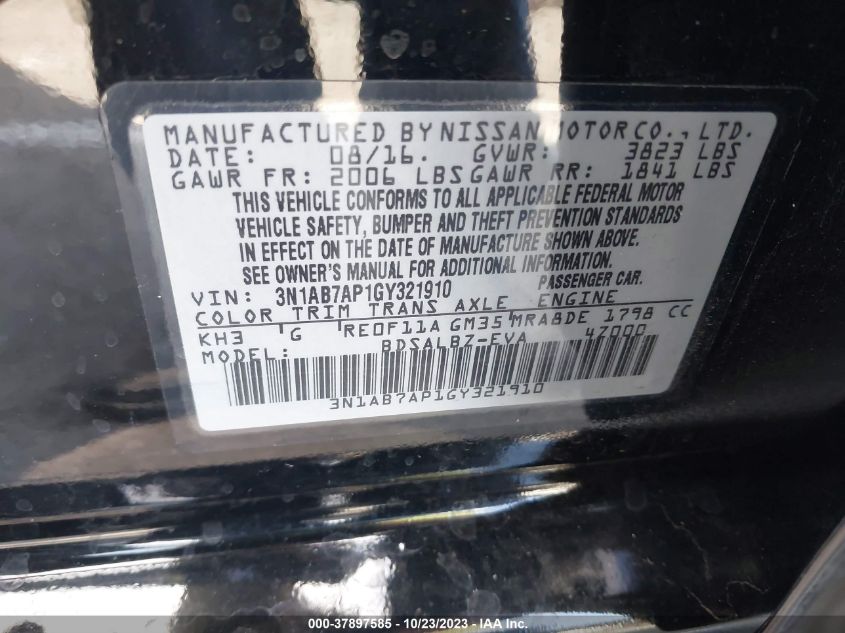 MANUFACTURED BY NISSAN MOTOR CO., LTD.
DATE: 08/16. GVWR: 3823 LBS
GAWR FR: 2006 LBS GAWR RR: 1841 LBS
THIS VEHICLE CONFORMS TO ALL APPLICABLE FEDERAL MOTOR
VEHICLE SAFETY, BUMPER AND THEFT PREVENTION STANDARDS
IN EFFECT ON THE DATE OF MANUFACTURE SHOWN ABOVE.
SEE OWNER'S MANUAL FOR ADDITIONAL INFORMATION.
VIN: 3N1AB7AP1GY321910 PASSENGER CAR.
COLOR TRIM TRANS AXLE ENGINE
KH3 G RE0F11A GM35 MRA8DE 1798 CC
MODEL: BDSALBZ-EVA 47000
3N1AB7AP1GY321910
000-37897585 - 10/23/2023 - IAA Inc.